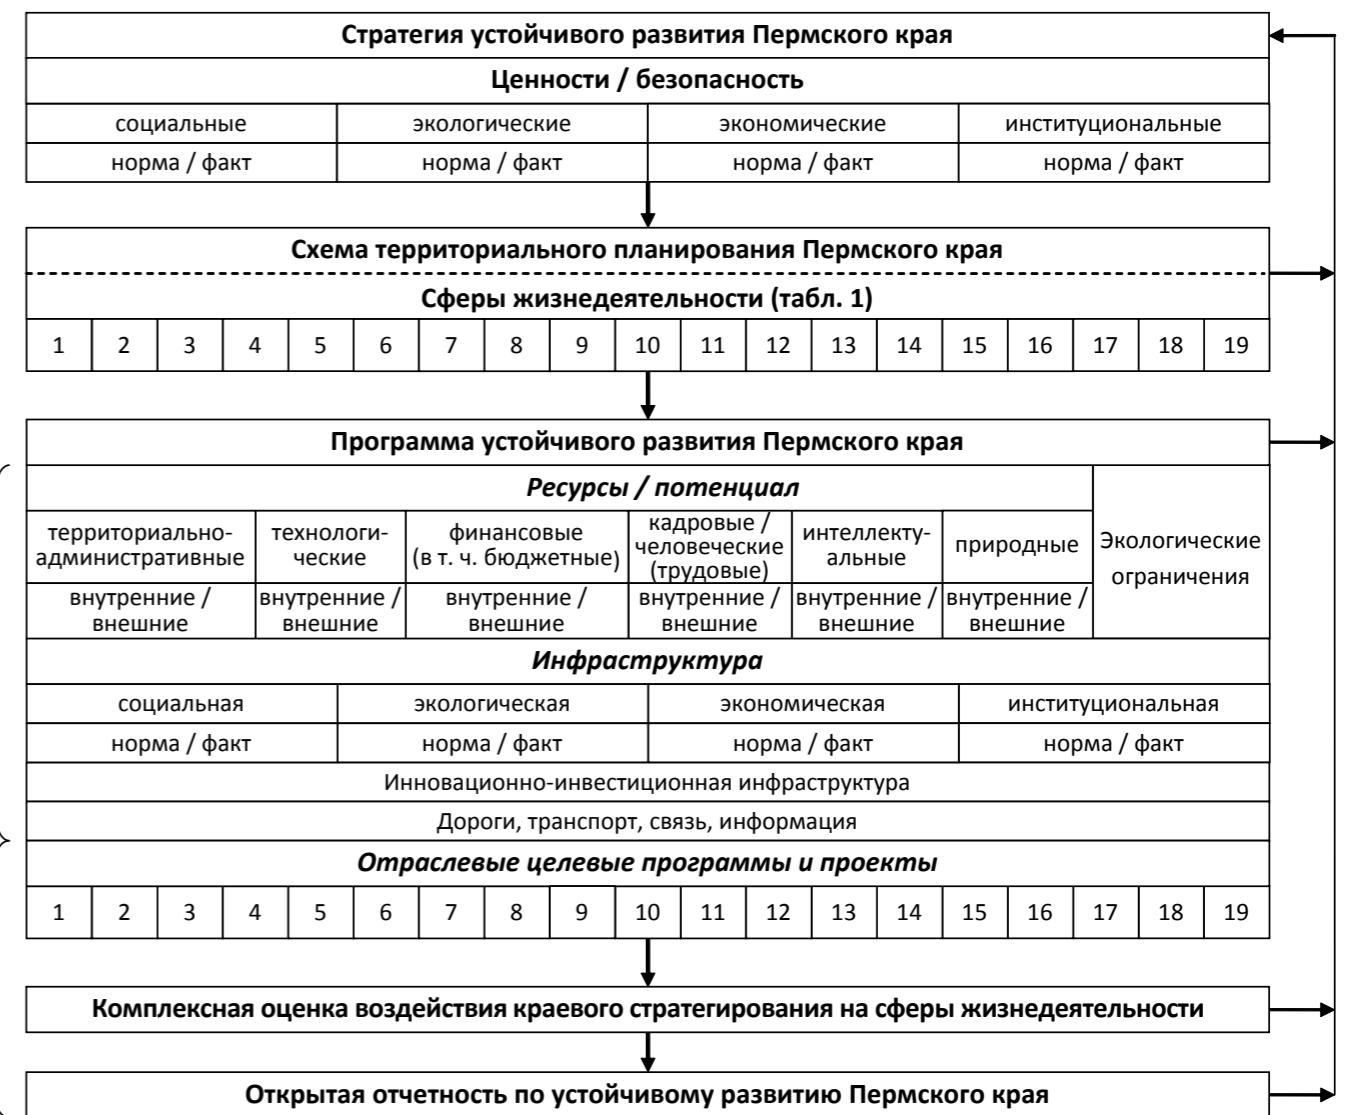 Стратегия устойчивого развития Пермского края
Ценности / безопасность
социальные экологические экономические институциональные
норма / факт норма / факт норма / факт норма / факт
Схема территориального планирования Пермского края
Сферы жизнедеятельности (табл. 1)
1 2 3 4 5 6 7 8 9 10 11 12 13 14 15 16 17 18 19
Программа устойчивого развития Пермского края
Ресурсы / потенциал
территориально-
административные
технологи-
ческие
финансовые
(в т. ч. бюджетные)
кадровые /
человеческие
(трудовые)
интеллекту-
альные
природные
Экологические
ограничения
внутренние /
внешние
внутренние /
внешние
внутренние /
внешние
внутренние /
внешние
внутренние /
внешние
внутренние /
внешние
Инфраструктура
социальная экологическая экономическая институциональная
норма / факт норма / факт норма / факт норма / факт
Инновационно-инвестиционная инфраструктура
Дороги, транспорт, связь, информация
Отраслевые целевые программы и проекты
1 2 3 4 5 6 7 8 9 10 11 12 13 14 15 16 17 18 19
Комплексная оценка воздействия краевого стратегирования на сферы жизнедеятельности
Открытая отчетность по устойчивому развитию Пермского края